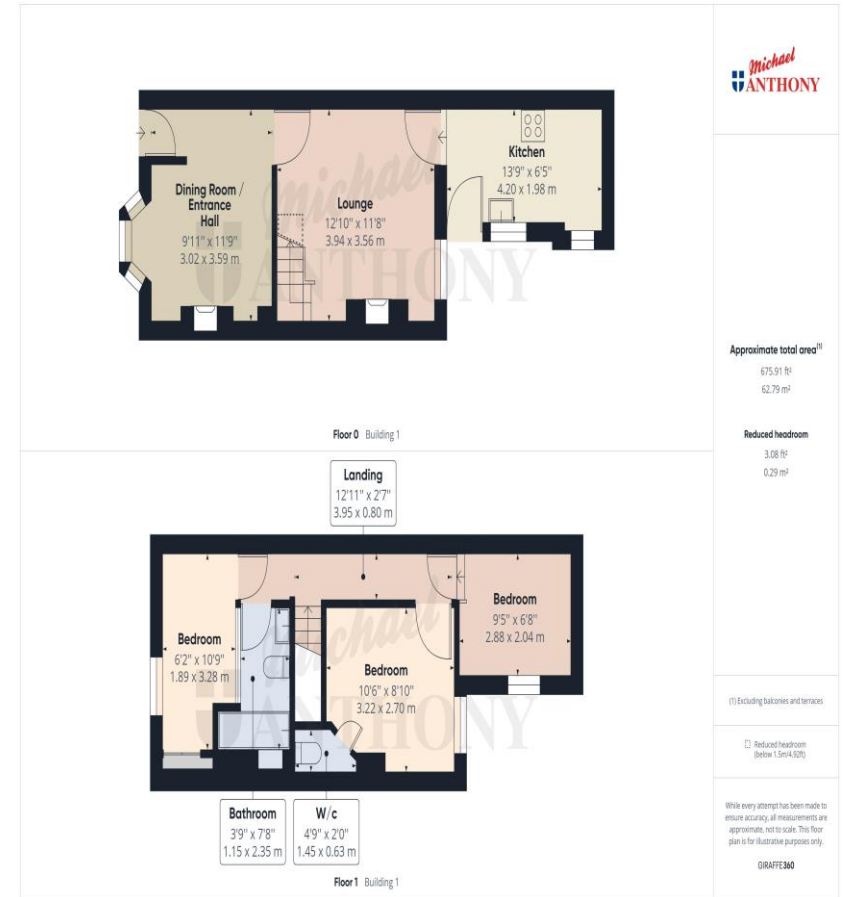 Michael
ANTHONY
Dining Room /
Entrance
Hall
9'11" x 11'9"
3.02 x 3.59 m
Lounge
12'10" x 11'8"
3.94 x 3.56 m
Kitchen
13'9" x 6'5"
4.20 x 1.98 m
Michael
ANTHONY
Floor 0 Building 1
Landing
12'11" x 2'7"
3.95 x 0.80 m
Bedroom
6'2" x 10'9"
1.89 x 3.28 m
Bedroom
10'6" x 8'10"
3.22 x 2.70 m
Bedroom
9'5" x 6'8"
2.88 x 2.04 m
Michael
ANTHONY
Bathroom
3'9" x 7'8"
1.15 x 2.35 m
W/c
4'9" x 2'0"
1.45 x 0.63 m
Floor 1 Building 1
Approximate total area(1)
675.91 ft²
62.79 m²
Reduced headroom
3.08 ft²
0.29 m²
(1) Excluding balconies and terraces
Reduced headroom
(below 1.5m/4.92ft)
While every attempt has been made to
ensure accuracy, all measurements are
approximate, not to scale. This floor
plan is for illustrative purposes only.
GIRAFFE360